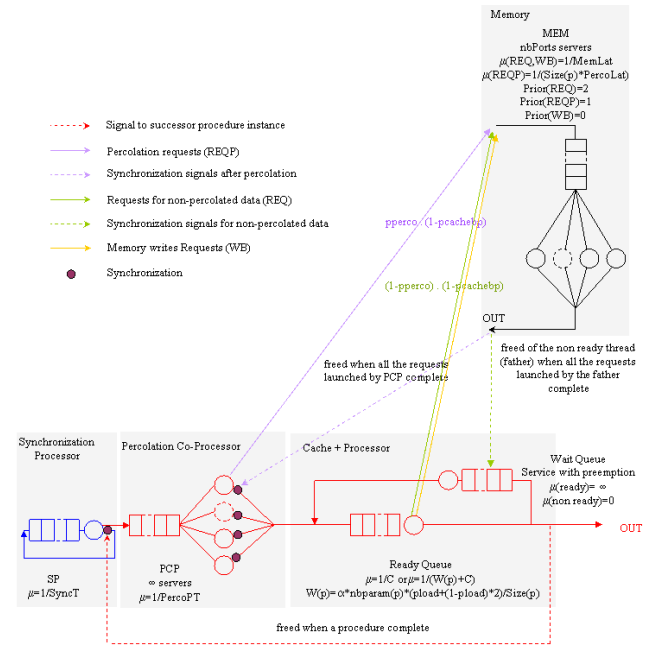 Memory
MEM
nbPorts servers
μ(REQ,WB)=1/MemLat
μ(REQP)=1/(Size(p)*PercoLat)
Prior(REQ)=2
Prior(REQP)=1
Prior(WB)=0
Signal to successor procedure instance
Percolation requests (REQP)
Synchronization signals after percolation
Requests for non-percolated data (REQ)
Synchronization signals for non-percolated data
Memory writes Requests (WB)
Synchronization
pperco . (1-pcachebp)
(1-pperco) . (1-pcachebp)
OUT
freed of the non ready thread
(father) when all the requests
launched by the father
complete
freed when all the requests
launched by PCP complete
Synchronization
Processor
Percolation Co-Processor
Cache + Processor
Wait Queue
Service with preemption
μ(ready)= ∞
μ(non ready)=0
OUT
SP
μ=1/SyncT
PCP
∞ servers
μ=1/PercoPT
Ready Queue
μ=1/C or μ=1/(W(p)+C)
W(p)= α*nbparam(p)*(pload+(1-pload)*2)/Size(p)
freed when a procedure complete